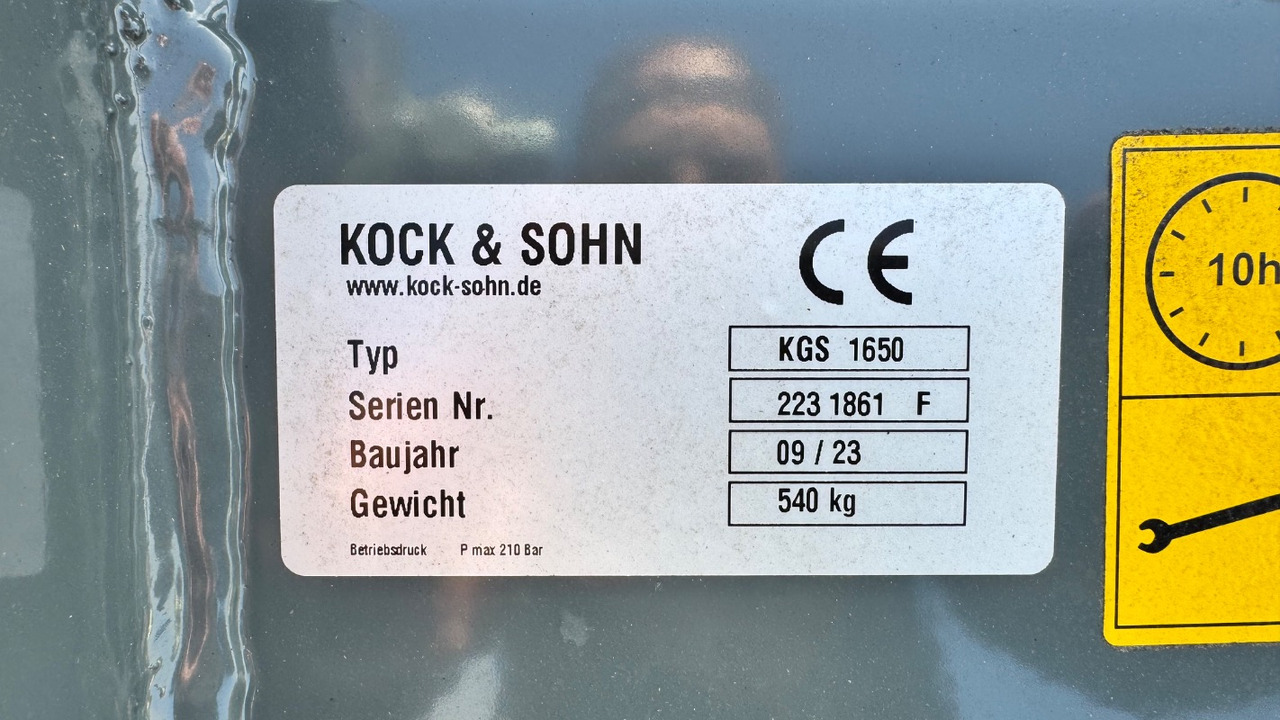 KOCK & SOHN
www.kock-sohn.de
CE
Typ KGS 1650
Serien Nr. 223 1861 F
Baujahr 09 / 23
Gewicht 540 kg
Betriebsdruck P max 210 Bar
10h